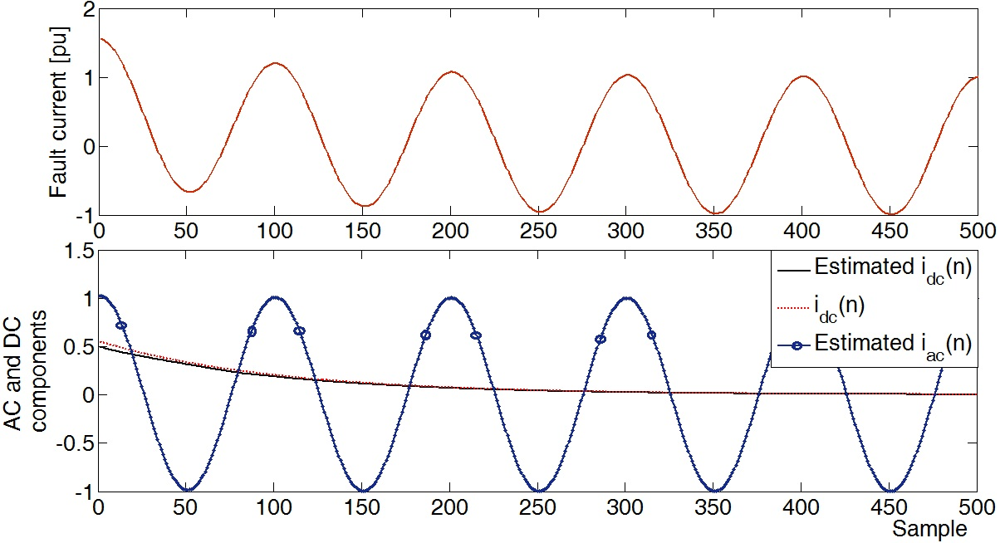 Fault current [pu]
2
1
0
-1
0 50 100 150 200 250 300 350 400 450 500
AC and DC
components
1.5
1
0.5
0
-0.5
-1
Estimated i_dc(n)
i_dc(n)
Estimated i_ac(n)
0 50 100 150 200 250 300 350 400 450 500
Sample